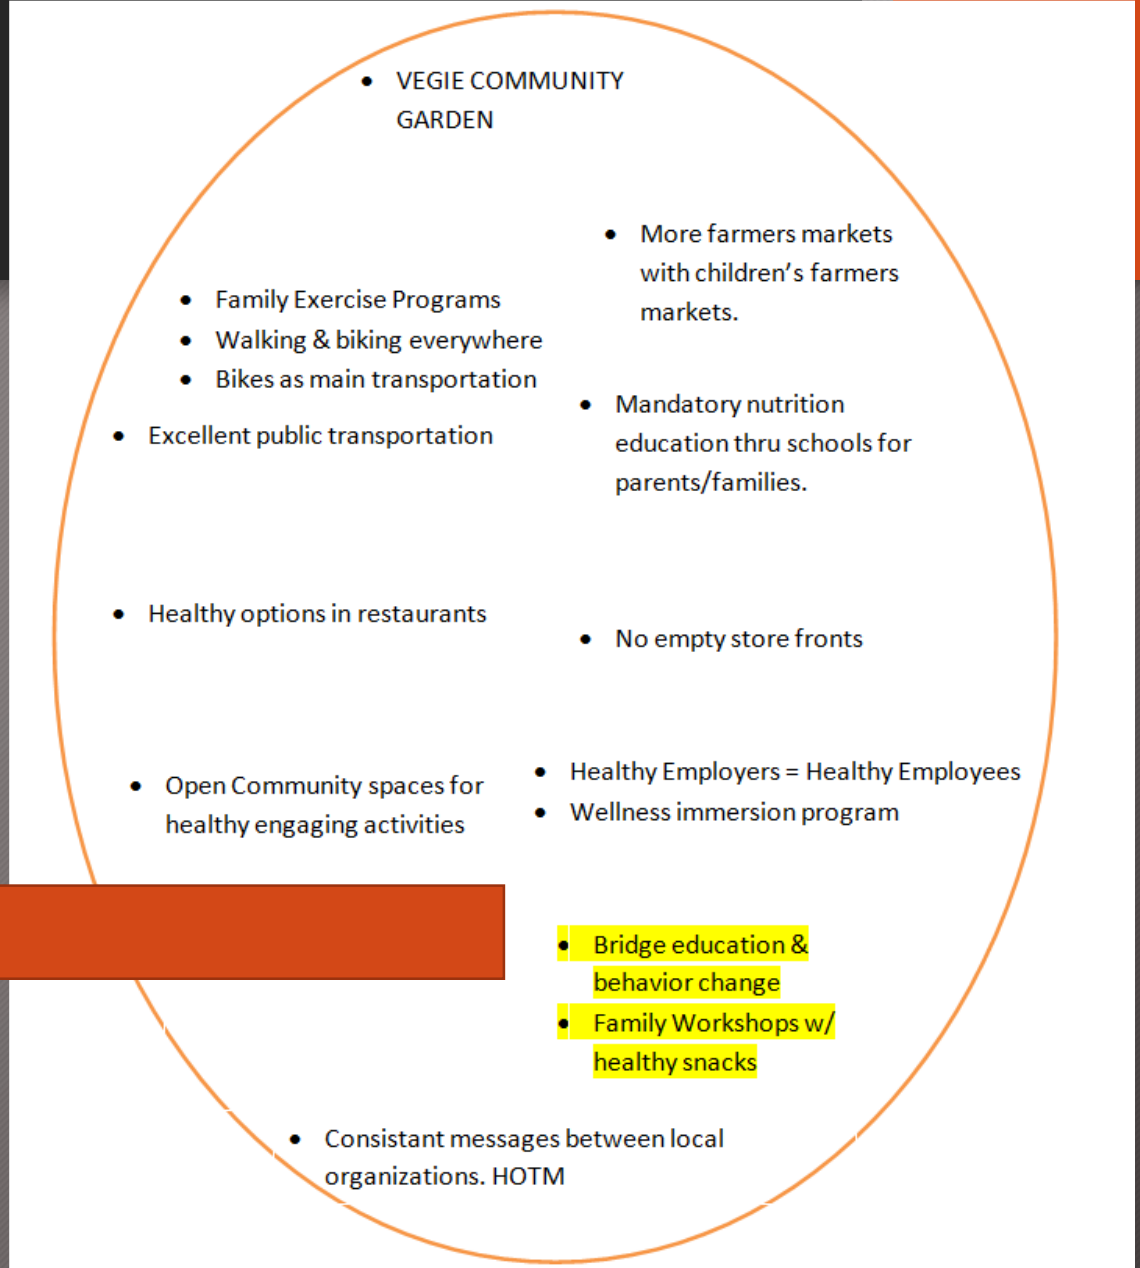 • VEGIE COMMUNITY
GARDEN
• More farmers markets
with children’s farmers
markets.
• Family Exercise Programs
• Walking & biking everywhere
• Bikes as main transportation
• Excellent public transportation
• Mandatory nutrition
education thru schools for
parents/families.
• Healthy options in restaurants
• No empty store fronts
• Open Community spaces for
healthy engaging activities
• Healthy Employers = Healthy Employees
• Wellness immersion program
• Bridge education &
behavior change
• Family Workshops w/
healthy snacks
• Consistant messages between local
organizations. HOTM